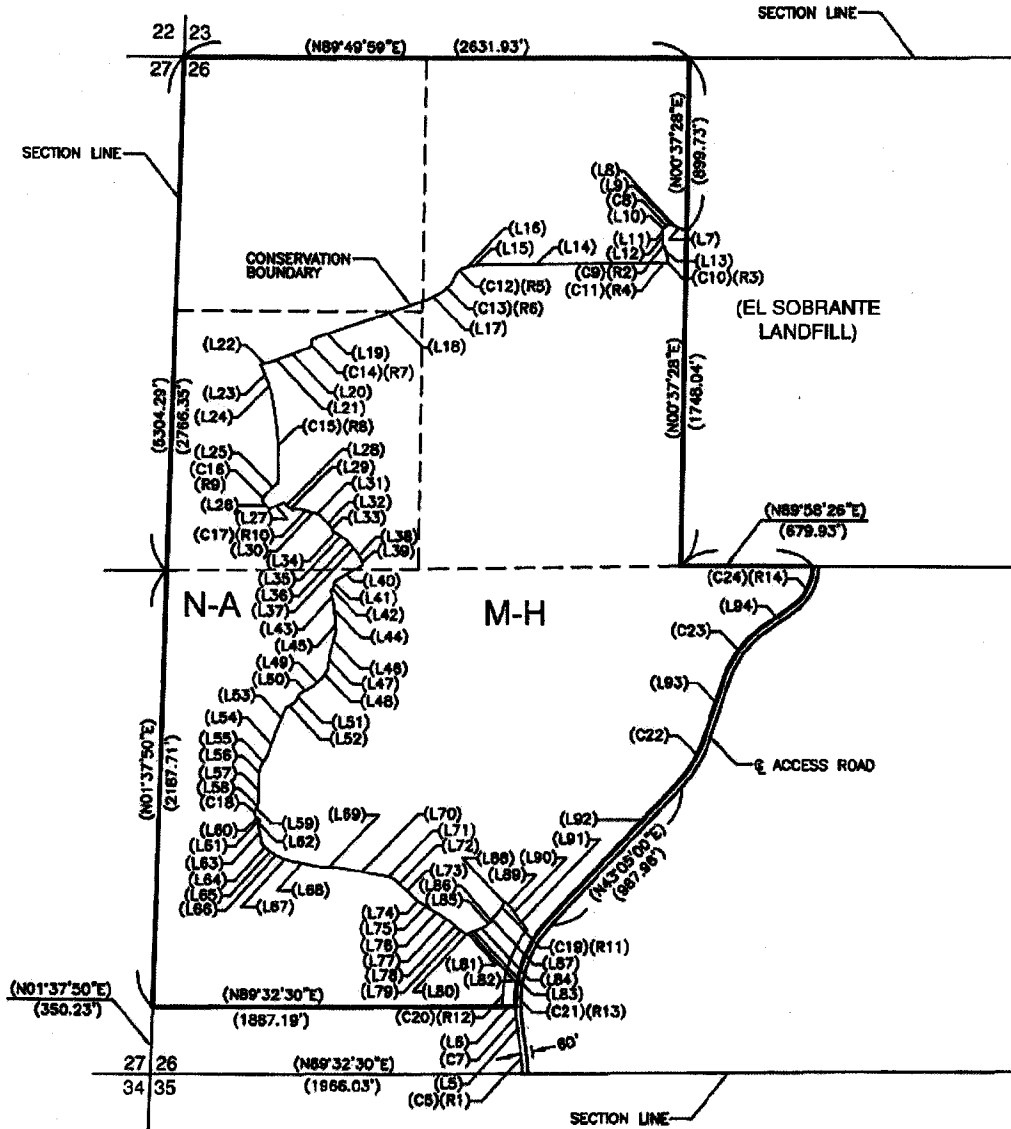 SECTION LINE
22 23
(N89°49'59"E) (2631.93')
27 26
SECTION LINE
(N00°37'28"E)
(899.73')
(L8)
(L9)
(C8)
(L10)
(L16)
(L15)
(L14)
(L11)
(L12)
(L7)
(L13)
CONSERVATION
BOUNDARY
(C9)(R2)
(C10)(R3)
(C12)(R5)
(C11)(R4)
(C13)(R6)
(EL SOBRANTE
LANDFILL)
(L17)
(L18)
(L22)
(L19)
(C14)(R7)
(L23)
(L20)
(L21)
(L24)
(N00°37'28"E)
(1748.04')
(5304.29')
(2766.35')
(C15)(R8)
(L25)
(L28)
(C16)
(L29)
(R9)
(L31)
(L26)
(L32)
(L27)
(L33)
(N89°58'26"E)
(679.93')
(C17)(R10)
(L38)
(L30)
(L39)
(L34)
(L35)
(L40)
(C24)(R14)
(L36)
(L41)
(L37)
N-A
M-H
(L42)
(L94)
(L43)
(L44)
(C23)
(L45)
(L46)
(L49)
(L47)
(L50)
(L48)
(L93)
(L53)
(L51)
(L54)
(L52)
(C22)
(L55)
(L56)
℄ ACCESS ROAD
(N01°37'50"E)
(2187.71')
(L57)
(L58)
(C18)
(L69)
(L70)
(L92)
(L59)
(L60)
(L71)
(L91)
(L61)
(L62)
(L72)
(L63)
(L88)
(L90)
(L64)
(L73)
(L89)
(L65)
(L68)
(L86)
(L66)
(L67)
(L85)
(N43°05'00"E)
(987.98')
(L74)
(L75)
(L76)
(C19)(R11)
(L77)
(L81)
(L87)
(L78)
(L82)
(L84)
(L79)
(L80)
(L83)
(N01°37'50"E)
(350.23')
(N89°32'30"E)
(1887.19')
(C20)(R12)
(C21)(R13)
(L6)
(C7)
60'
27 26
(N89°32'30"E)
(L5)
34 35
(1966.03')
(C5)(R1)
SECTION LINE